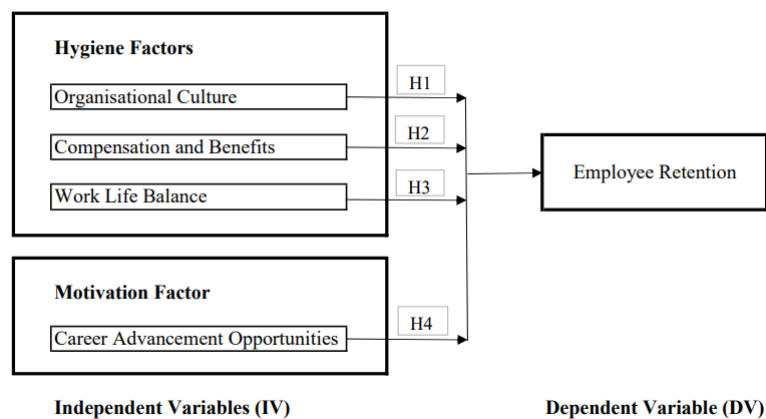 Hygiene Factors
Organisational Culture
H1
Compensation and Benefits
H2
Work Life Balance
H3
Employee Retention
Motivation Factor
Career Advancement Opportunities
H4
Independent Variables (IV)
Dependent Variable (DV)